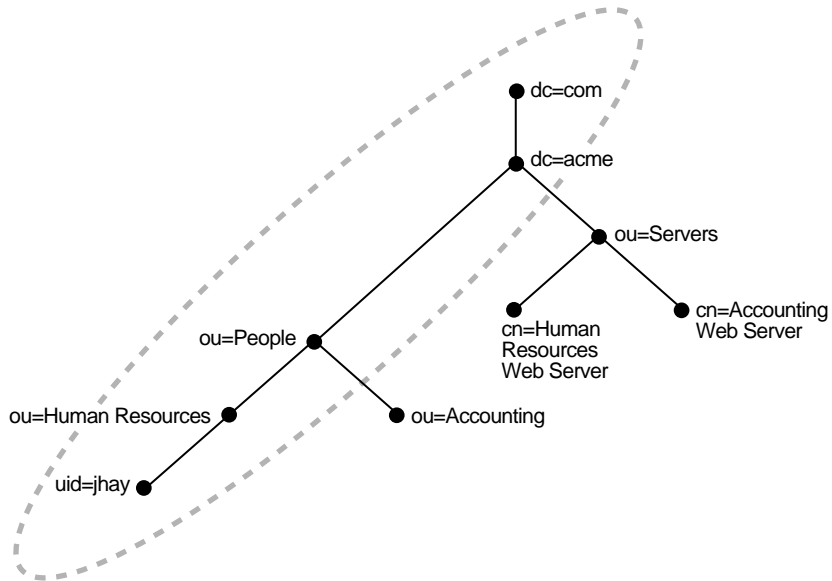 dc=com
dc=acme
ou=Servers
cn=Human
Resources
Web Server
cn=Accounting
Web Server
ou=People
ou=Human Resources
ou=Accounting
uid=jhay